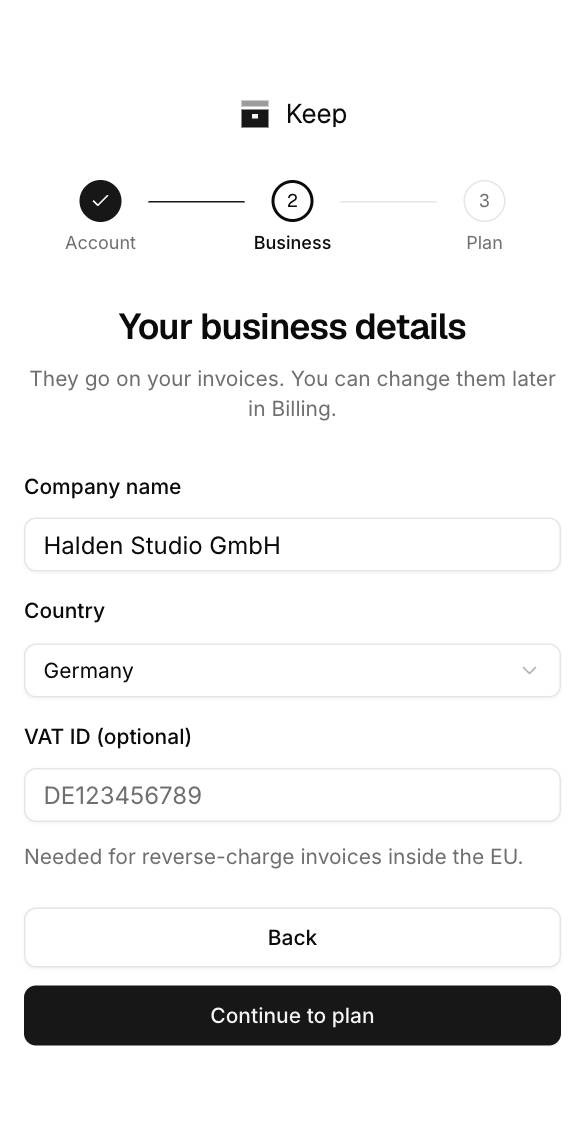 Keep
2
3
Account
Business
Plan
Your business details
They go on your invoices. You can change them later
in Billing.
Company name
Halden Studio GmbH
Country
Germany
VAT ID (optional)
DE123456789
Needed for reverse-charge invoices inside the EU.
Back
Continue to plan